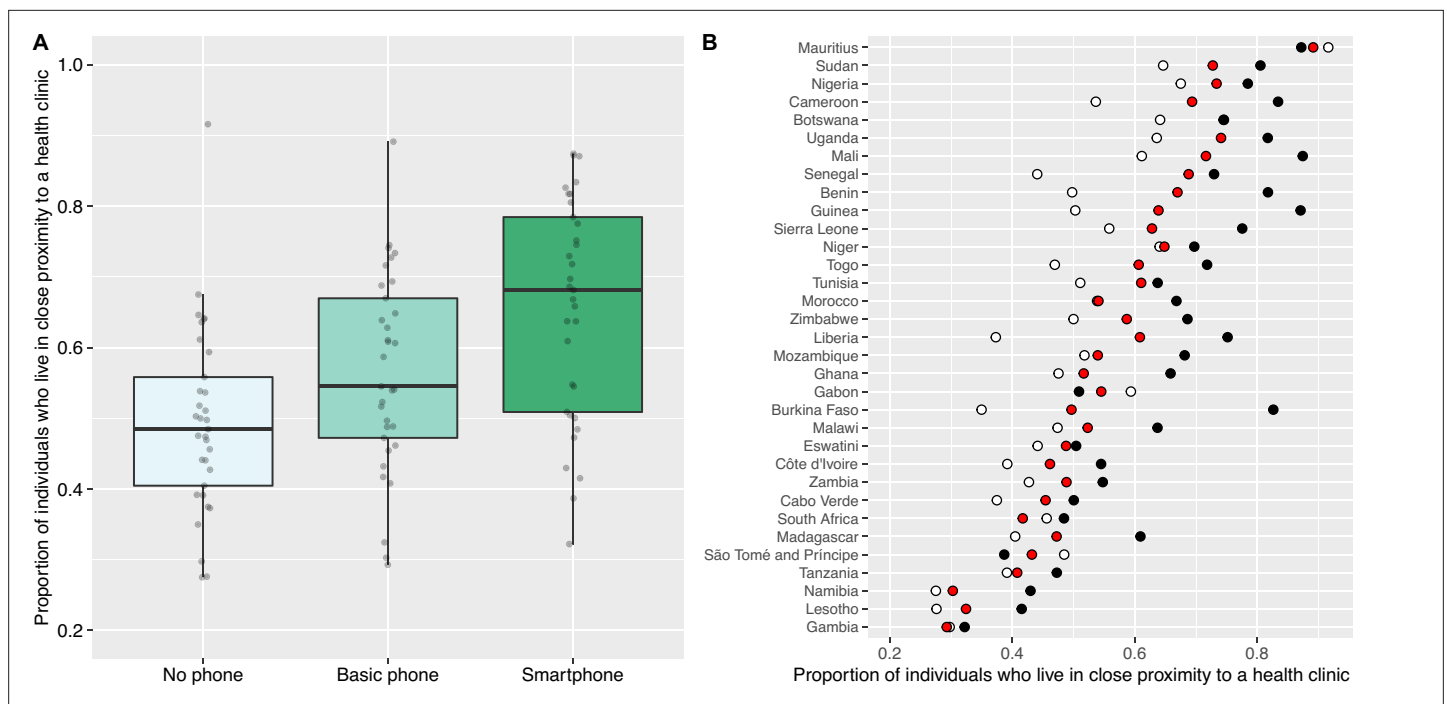 A
Proportion of individuals who live in close proximity to a health clinic
1.0
0.8
0.6
0.4
0.2
No phone
Basic phone
Smartphone
B
Mauritius
Sudan
Nigeria
Cameroon
Botswana
Uganda
Mali
Senegal
Benin
Guinea
Sierra Leone
Niger
Togo
Tunisia
Morocco
Zimbabwe
Liberia
Mozambique
Ghana
Gabon
Burkina Faso
Malawi
Eswatini
Côte d'Ivoire
Zambia
Cabo Verde
South Africa
Madagascar
São Tomé and Príncipe
Tanzania
Namibia
Lesotho
Gambia
0.2 0.4 0.6 0.8
Proportion of individuals who live in close proximity to a health clinic